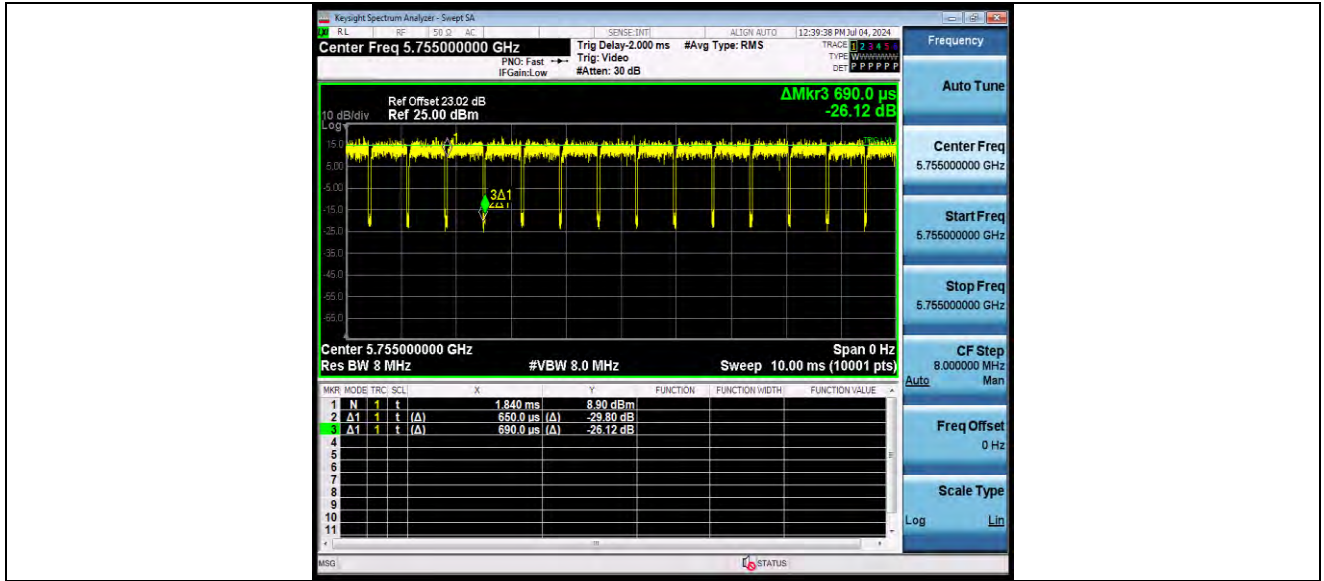 Keysight Spectrum Analyzer - Swept SA
RL RF 50 Ω AC SENSE:INT ALIGN AUTO 12:39:38 PM Jul 04, 2024
Center Freq 5.755000000 GHz Trig Delay-2.000 ms #Avg Type: RMS TRACE 1 2 3 4 5 6
PNO: Fast Trig: Video TYPE WWWWWW
IFGain:Low #Atten: 30 dB DET P P P P P P
Frequency
ΔMkr3 690.0 µs
-26.12 dB
Ref Offset 23.02 dB
10 dB/div Ref 25.00 dBm
Log
15.0
5.00
-5.00
-15.0
-25.0
-35.0
-45.0
-55.0
-65.0
1
3Δ1
2Δ1
Center 5.755000000 GHz Span 0 Hz
Res BW 8 MHz #VBW 8.0 MHz Sweep 10.00 ms (10001 pts)
MKR MODE TRC SCL X Y FUNCTION FUNCTION WIDTH FUNCTION VALUE
1 N 1 t 1.840 ms 8.90 dBm
2 Δ1 1 t (Δ) 650.0 µs (Δ) -29.80 dB
3 Δ1 1 t (Δ) 690.0 µs (Δ) -26.12 dB
4
5
6
7
8
9
10
11
MSG STATUS
Auto Tune
Center Freq
5.755000000 GHz
Start Freq
5.755000000 GHz
Stop Freq
5.755000000 GHz
CF Step
8.000000 MHz
Auto Man
Freq Offset
0 Hz
Scale Type
Log Lin